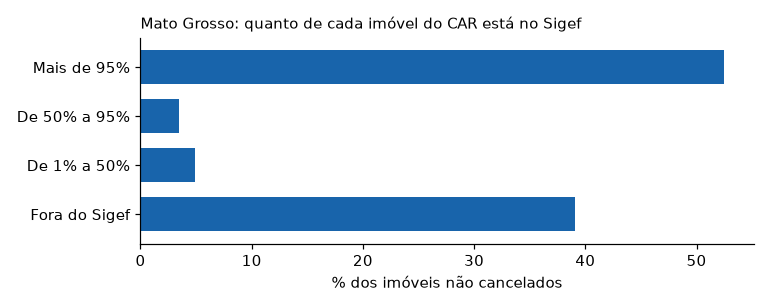 Mato Grosso: quanto de cada imóvel do CAR está no Sigef
Mais de 95%
De 50% a 95%
De 1% a 50%
Fora do Sigef
0 10 20 30 40 50
% dos imóveis não cancelados